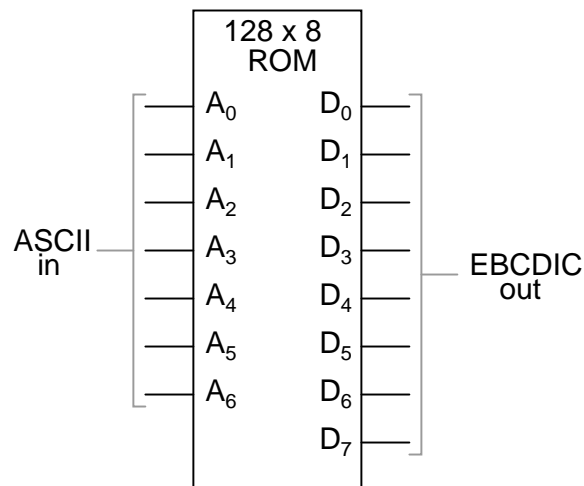 128 x 8
ROM
A0 D0
A1 D1
A2 D2
A3 D3
A4 D4
A5 D5
A6 D6
D7
ASCII
in
EBCDIC
out